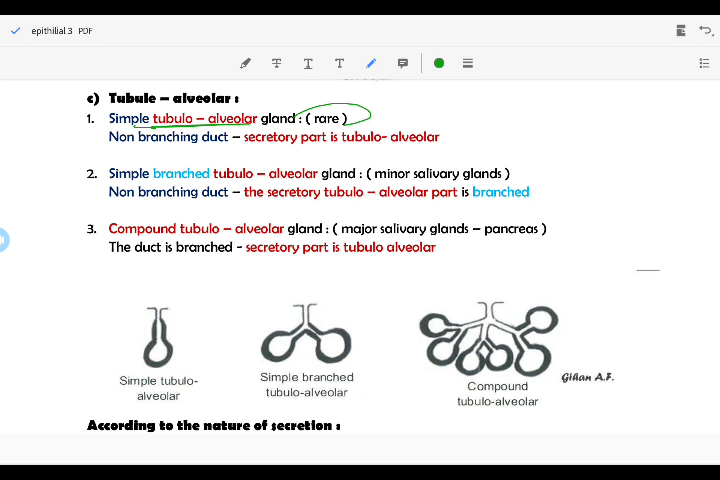 epithilial 3 PDF
c) Tubule – alveolar :
1. Simple tubulo – alveolar gland : ( rare )
Non branching duct – secretory part is tubulo- alveolar
2. Simple branched tubulo – alveolar gland : ( minor salivary glands )
Non branching duct – the secretory tubulo – alveolar part is branched
3. Compound tubulo – alveolar gland : ( major salivary glands – pancreas )
The duct is branched - secretory part is tubulo alveolar
Simple tubulo-
alveolar
Simple branched
tubulo-alveolar
Compound
tubulo-alveolar
Gihan A.F.
According to the nature of secretion :